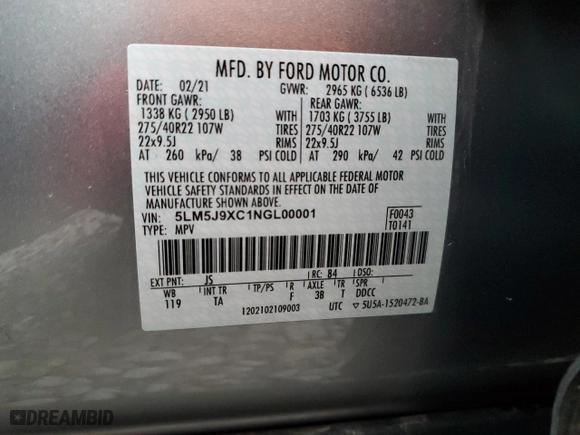 MFD. BY FORD MOTOR CO.
DATE: 02/21 GVWR: 2965 KG ( 6536 LB)
FRONT GAWR: REAR GAWR:
1338 KG ( 2950 LB) WITH 1703 KG ( 3755 LB) WITH
275/40R22 107W TIRES 275/40R22 107W TIRES
22x9.5J RIMS 22x9.5J RIMS
AT 260 kPa/ 38 PSI COLD AT 290 kPa/ 42 PSI COLD
THIS VEHICLE CONFORMS TO ALL APPLICABLE FEDERAL MOTOR
VEHICLE SAFETY STANDARDS IN EFFECT ON THE DATE OF
MANUFACTURE SHOWN ABOVE.
VIN: 5LM5J9XC1NGL00001 F0043
TYPE: MPV T0141
EXT PNT: JS RC: 84 DSO:
WB INT TR TP/PS R AXLE TR SPR
119 TA F 3B T DDCC
1202102109003 UTC ▽ 5U5A-1520472-BA
DREAMBID